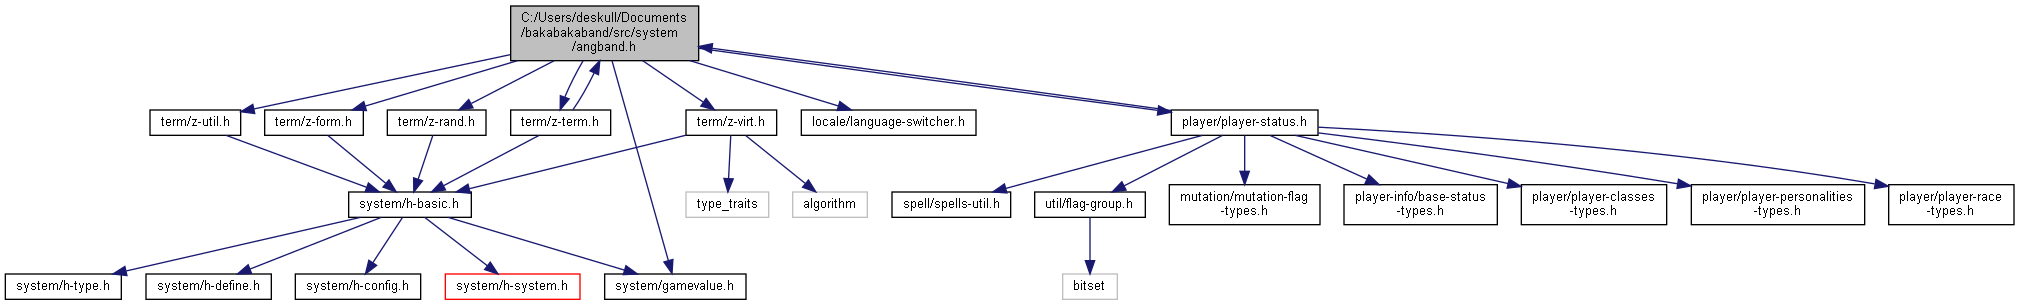 C:/Users/deskull/Documents
/bakabakaband/src/system
/angband.h
term/z-util.h
term/z-form.h
term/z-rand.h
term/z-term.h
term/z-virt.h
locale/language-switcher.h
player/player-status.h
system/h-basic.h
type_traits
algorithm
spell/spells-util.h
util/flag-group.h
mutation/mutation-flag
-types.h
player-info/base-status
-types.h
player/player-classes
-types.h
player/player-personalities
-types.h
player/player-race
-types.h
system/h-type.h
system/h-define.h
system/h-config.h
system/h-system.h
system/gamevalue.h
bitset